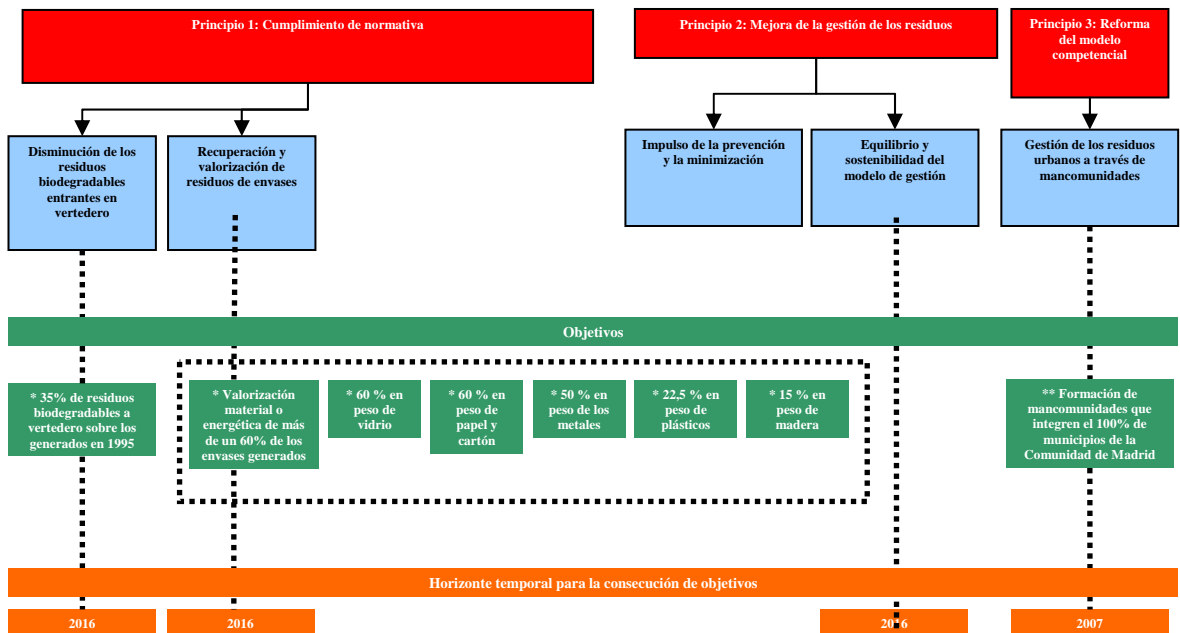 Principio 1: Cumplimiento de normativa
Principio 2: Mejora de la gestión de los residuos
Principio 3: Reforma
del modelo
competencial
Disminución de los
residuos
biodegradables
entrantes en
vertedero
Recuperación y
valorización de
residuos de envases
Impulso de la prevención
y la minimización
Equilibrio y
sostenibilidad del
modelo de gestión
Gestión de los residuos
urbanos a través de
mancomunidades
Objetivos
* 35% de residuos
biodegradables a
vertedero sobre los
generados en 1995
* Valorización
material o
energética de más
de un 60% de los
envases generados
* 60 % en
peso de
vidrio
* 60 % en
peso de
papel y
cartón
* 50 % en
peso de los
metales
* 22,5 % en
peso de
plásticos
* 15 % en
peso de
madera
** Formación de
mancomunidades que
integren el 100% de
municipios de la
Comunidad de Madrid
Horizonte temporal para la consecución de objetivos
2016
2016
2016
2007